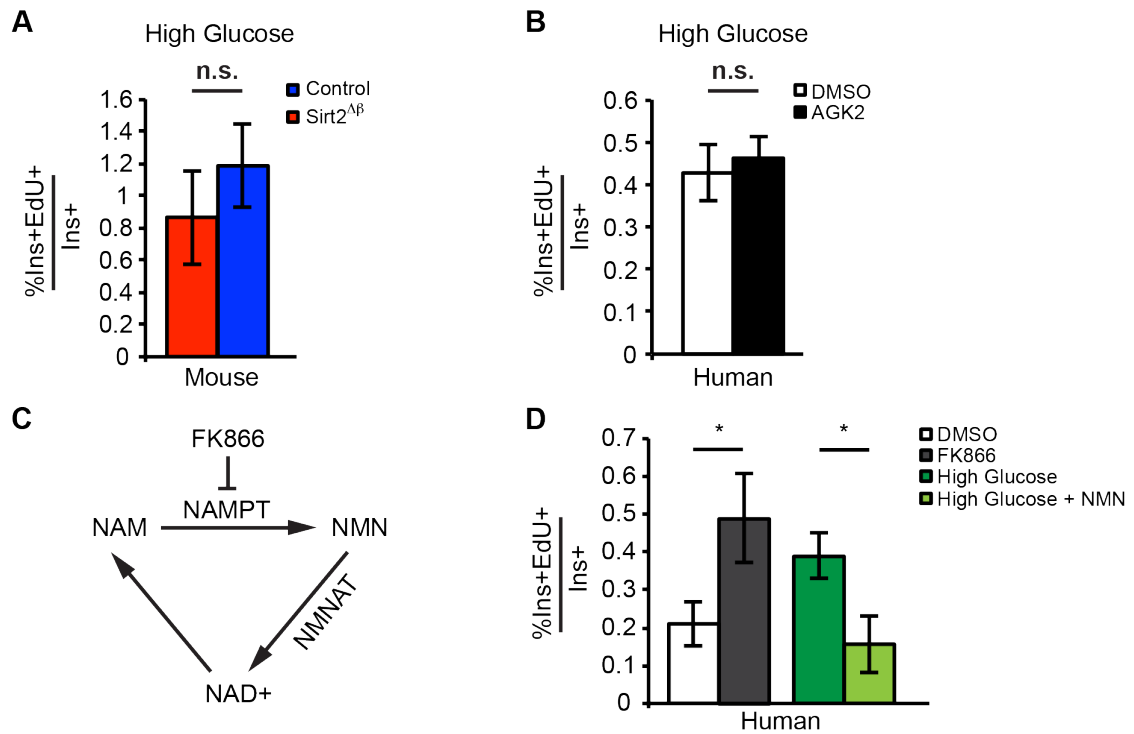 A
High Glucose
n.s.
Control
Sirt2Δβ
1.6
1.4
1.2
1
0.8
0.6
0.4
0.2
0
%Ins+EdU+
Ins+
Mouse
B
High Glucose
n.s.
DMSO
AGK2
0.6
0.5
0.4
0.3
0.2
0.1
0
%Ins+EdU+
Ins+
Human
C
FK866
NAMPT
NAM
NMN
NMNAT
NAD+
D
*
*
DMSO
FK866
High Glucose
High Glucose + NMN
0.7
0.6
0.5
0.4
0.3
0.2
0.1
0
%Ins+EdU+
Ins+
Human